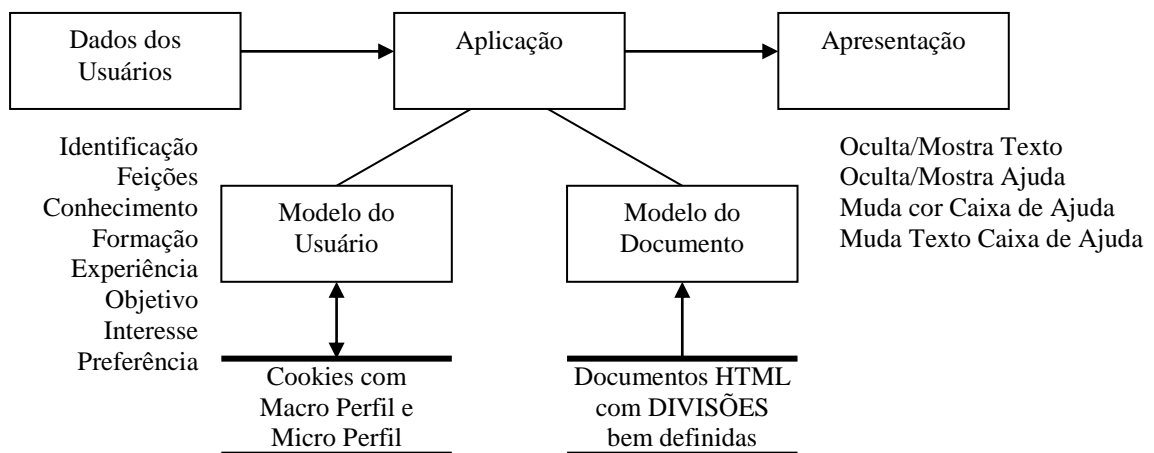 Dados dos
Usuários
Aplicação
Apresentação
Identificação
Feições
Conhecimento
Formação
Experiência
Objetivo
Interesse
Preferência
Modelo do
Usuário
Modelo do
Documento
Oculta/Mostra Texto
Oculta/Mostra Ajuda
Muda cor Caixa de Ajuda
Muda Texto Caixa de Ajuda
Cookies com
Macro Perfil e
Micro Perfil
Documentos HTML
com DIVISÕES
bem definidas